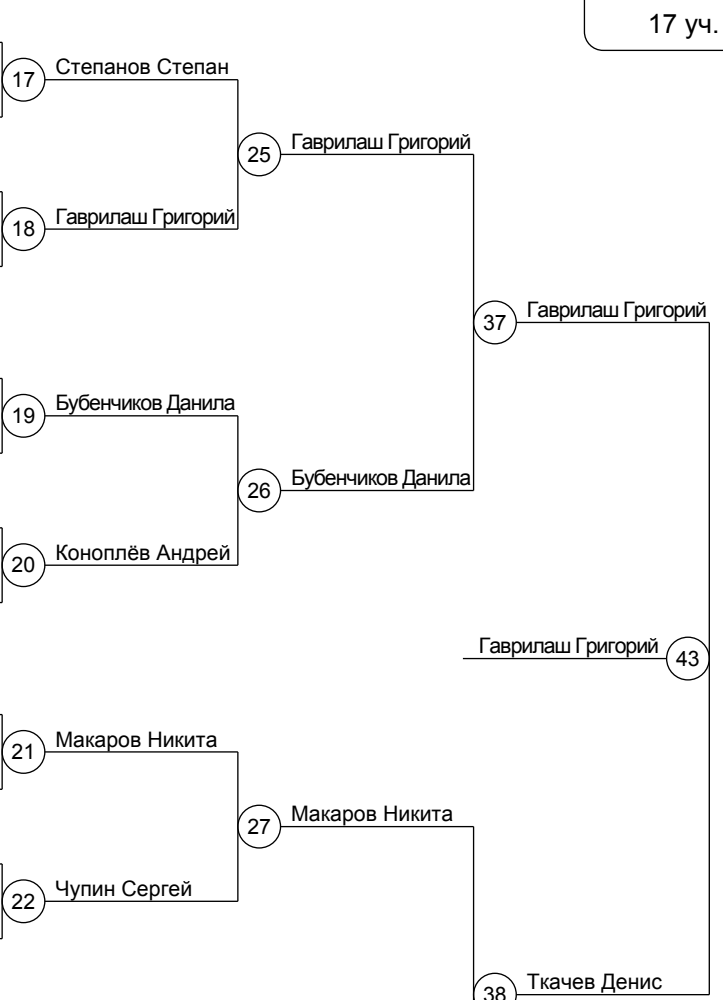 17 уч.
17
Степанов Степан
25
Гаврилаш Григорий
18
Гаврилаш Григорий
37
Гаврилаш Григорий
19
Бубенчиков Данила
26
Бубенчиков Данила
20
Коноплёв Андрей
Гаврилаш Григорий
43
21
Макаров Никита
27
Макаров Никита
22
Чупин Сергей
38
Ткачев Денис